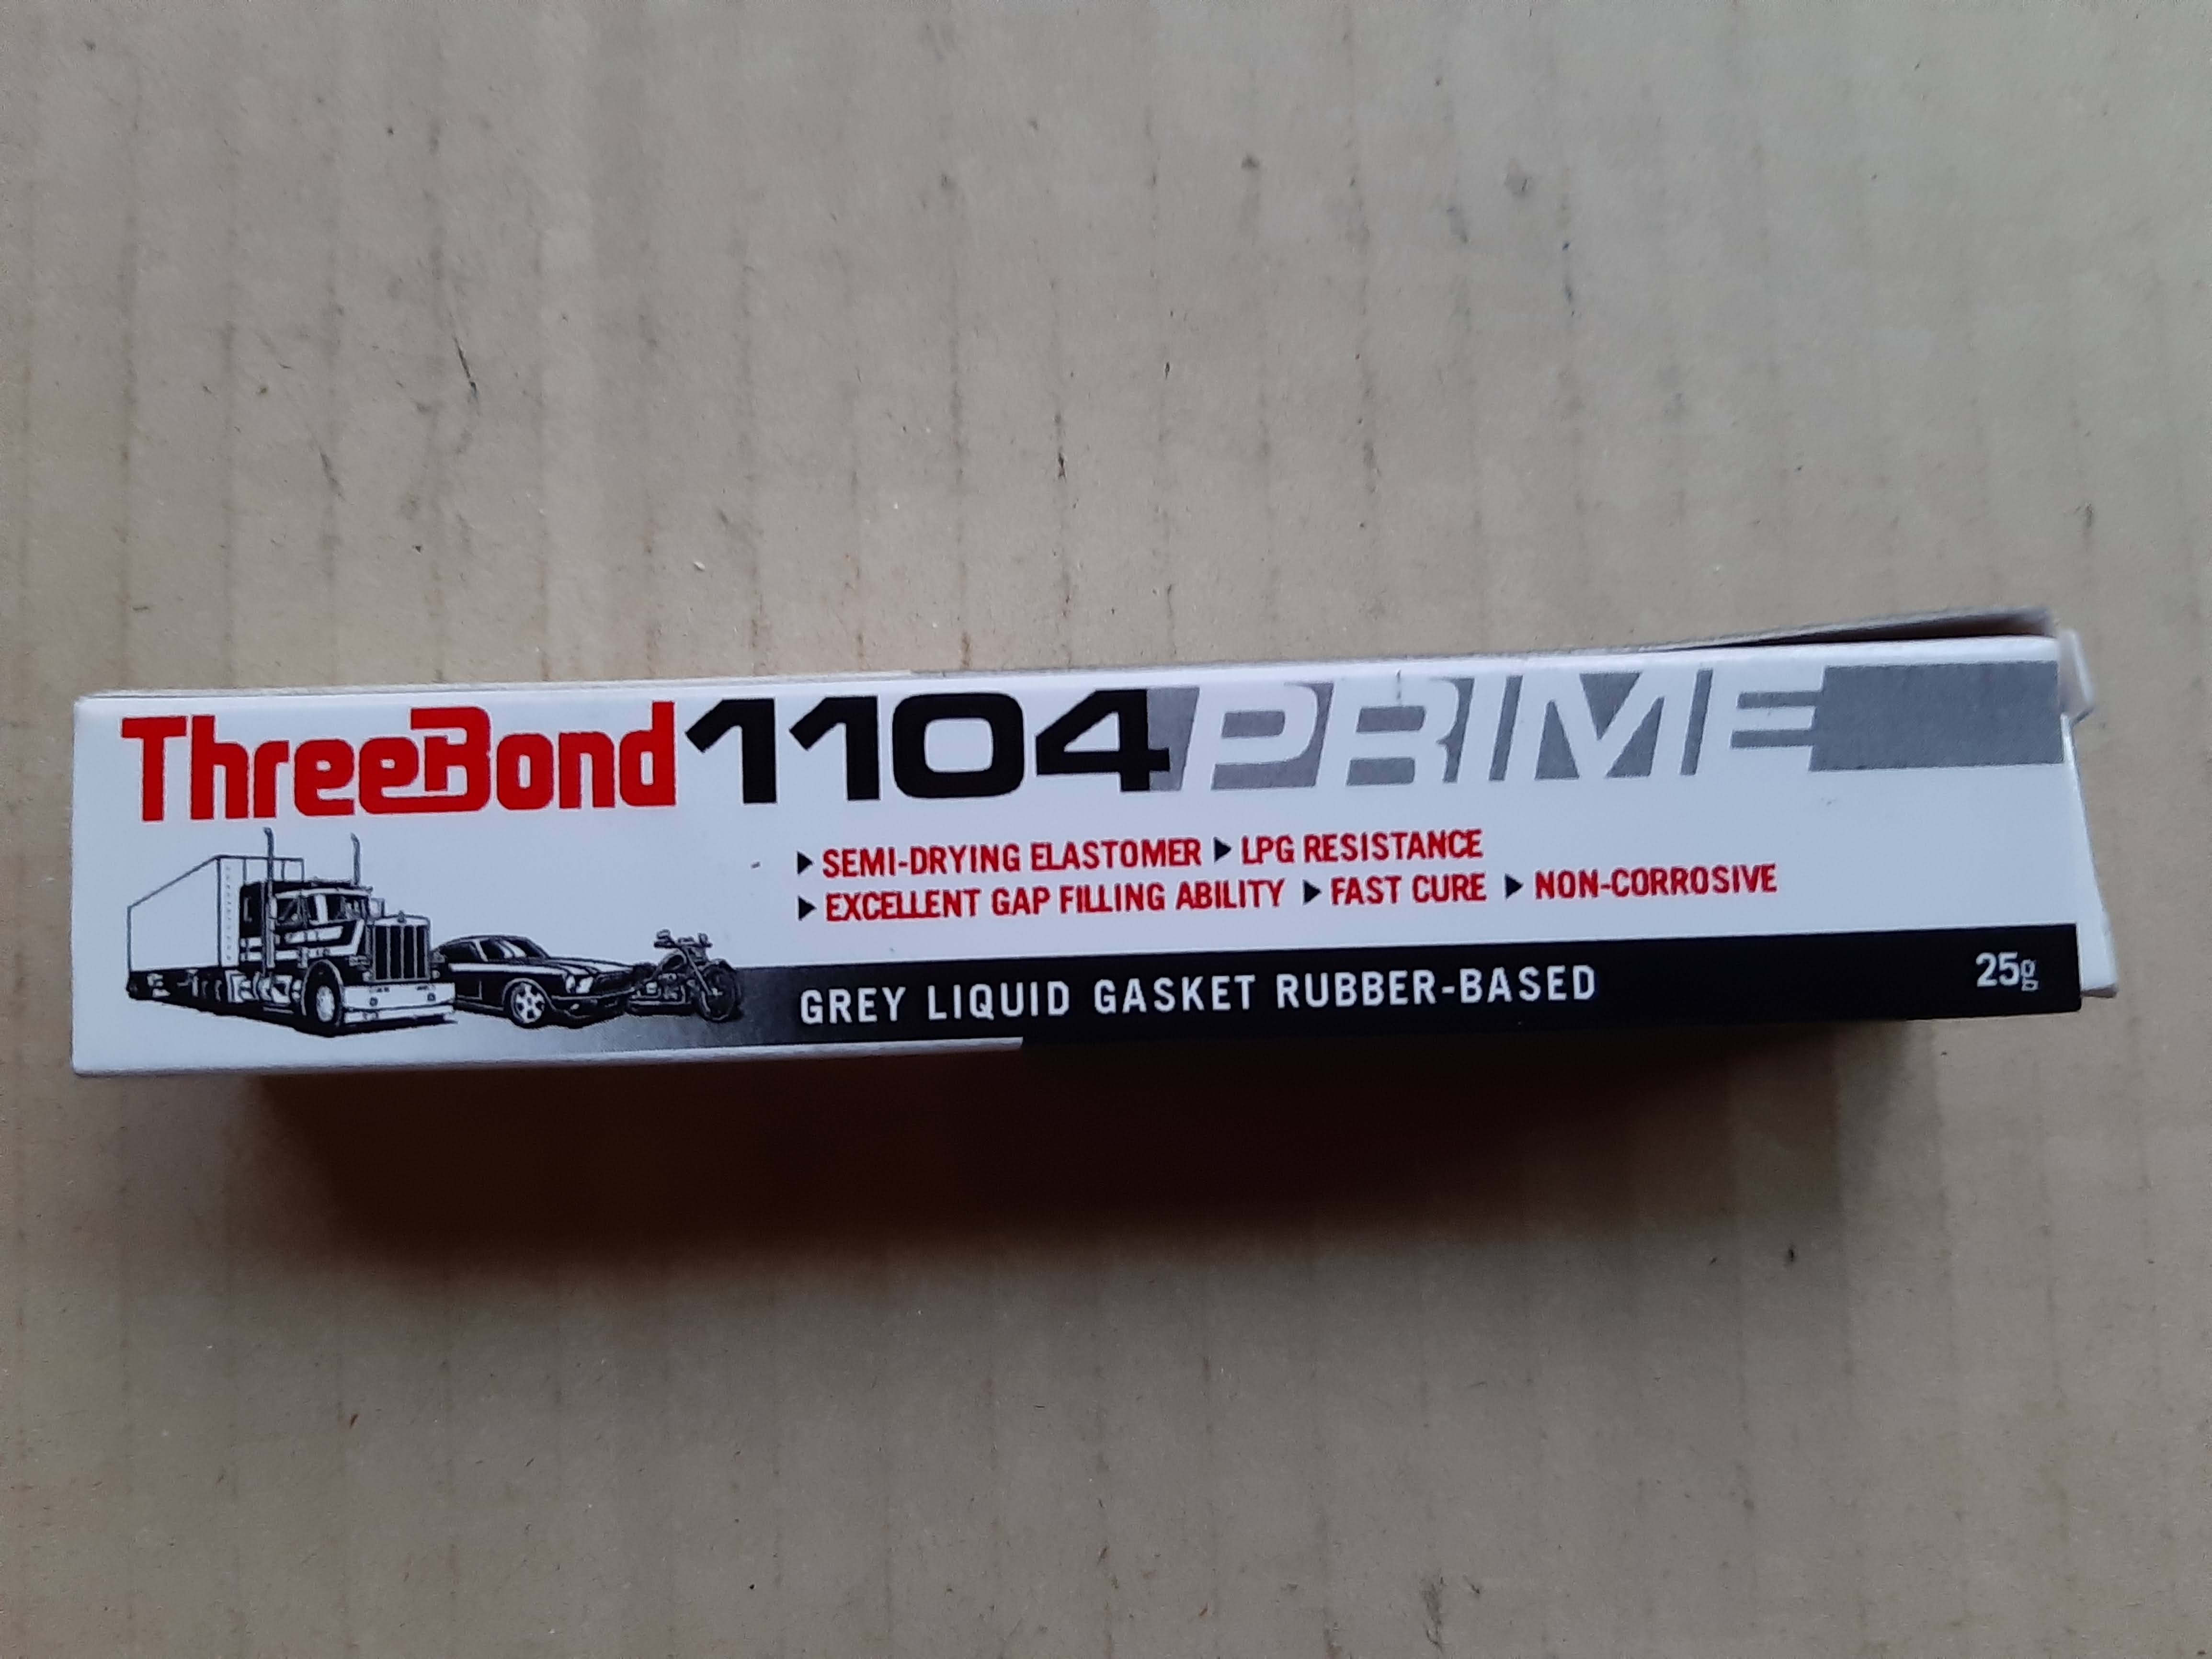 ThreeBond 1104 PRIME
▶ SEMI-DRYING ELASTOMER ▶ LPG RESISTANCE
▶ EXCELLENT GAP FILLING ABILITY ▶ FAST CURE ▶ NON-CORROSIVE
GREY LIQUID GASKET RUBBER-BASED 25g